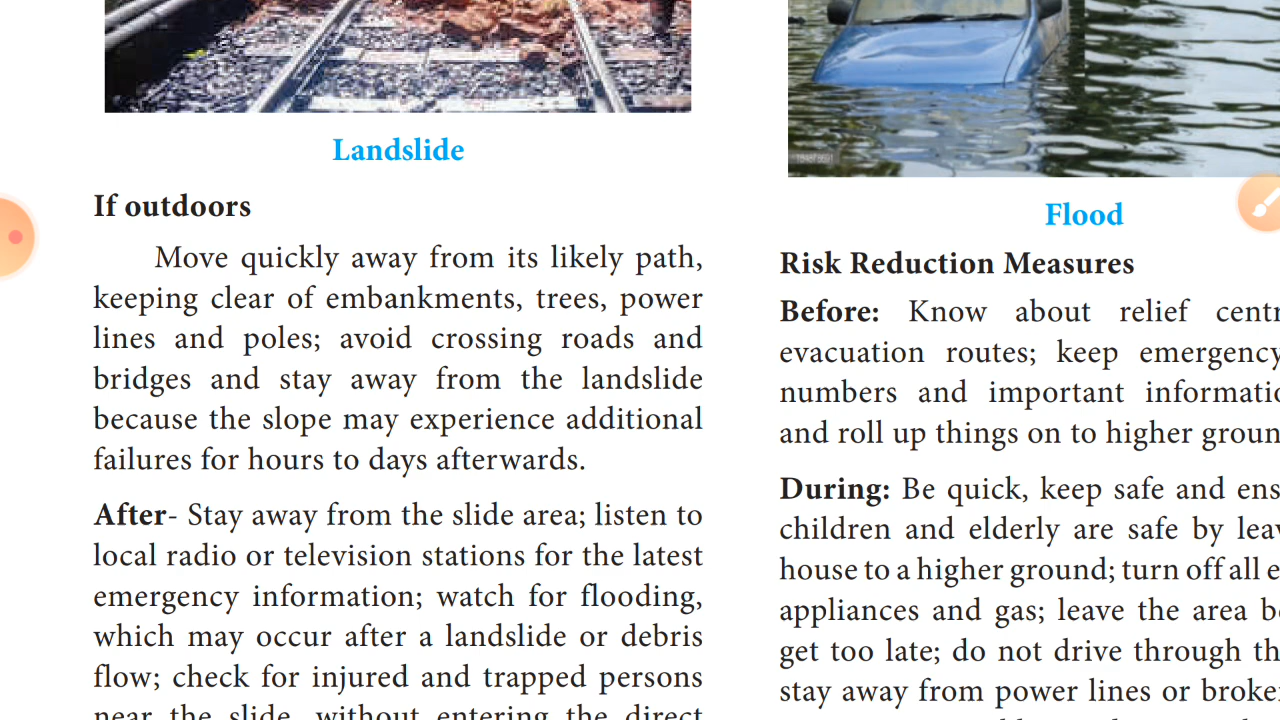 Landslide
If outdoors
Move quickly away from its likely path,
keeping clear of embankments, trees, power
lines and poles; avoid crossing roads and
bridges and stay away from the landslide
because the slope may experience additional
failures for hours to days afterwards.
After- Stay away from the slide area; listen to
local radio or television stations for the latest
emergency information; watch for flooding,
which may occur after a landslide or debris
flow; check for injured and trapped persons
near the slide, without entering the direct
Flood
Risk Reduction Measures
Before: Know about relief
evacuation routes; keep emergency
numbers and important
and roll up things on to higher
During: Be quick, keep safe and
children and elderly are safe by
house to a higher ground; turn off all
appliances and gas; leave the area
get too late; do not drive through
stay away from power lines or